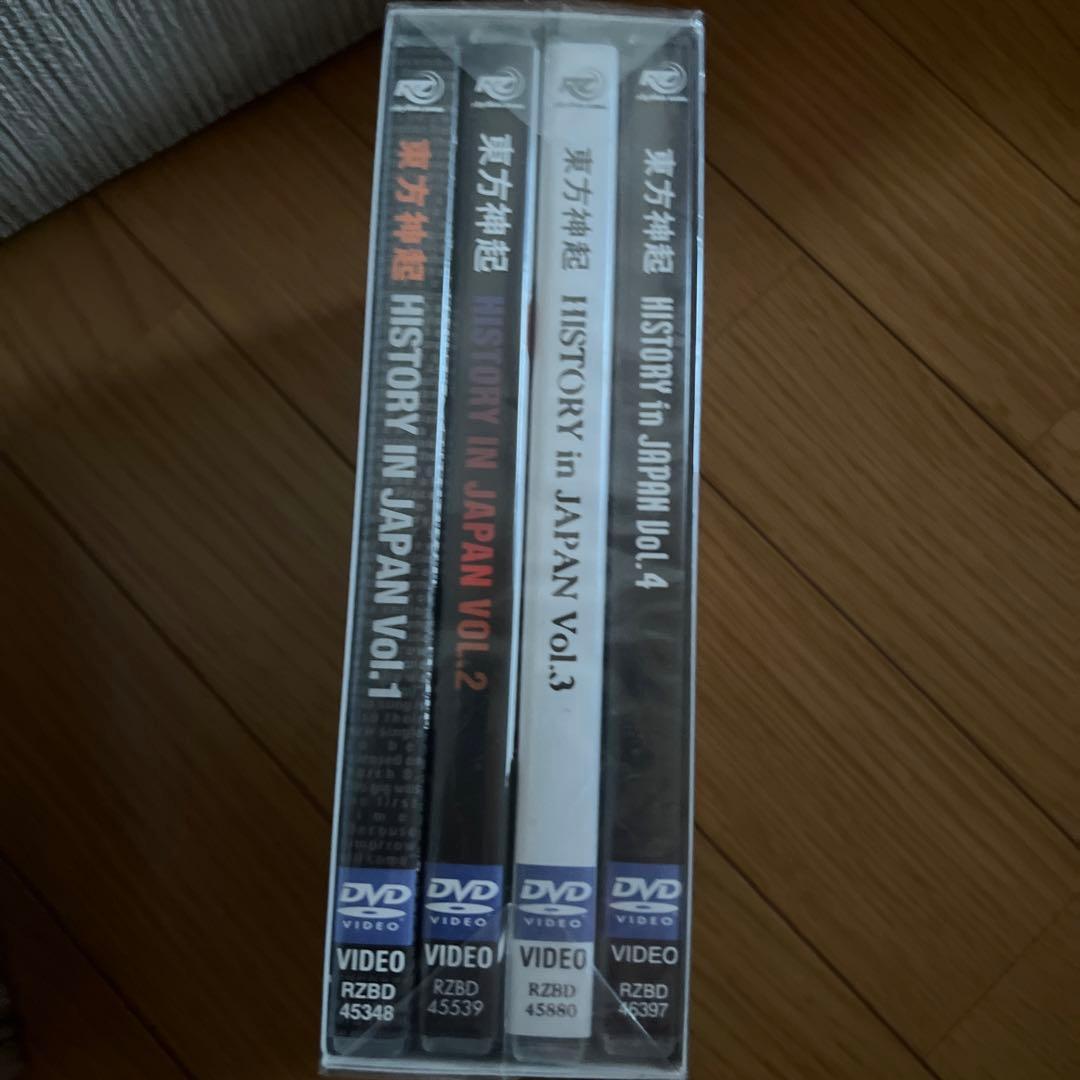 東方神起 HISTORY IN JAPAN Vol.1
DVD
VIDEO
VIDEO
RZBD
45348
東方神起 HISTORY IN JAPAN VOL.2
DVD
VIDEO
VIDEO
RZBD
45539
東方神起 HISTORY in JAPAN Vol.3
DVD
VIDEO
VIDEO
RZBD
45880
東方神起 HISTORY in JAPAN Vol.4
DVD
VIDEO
VIDEO
RZBD
46397